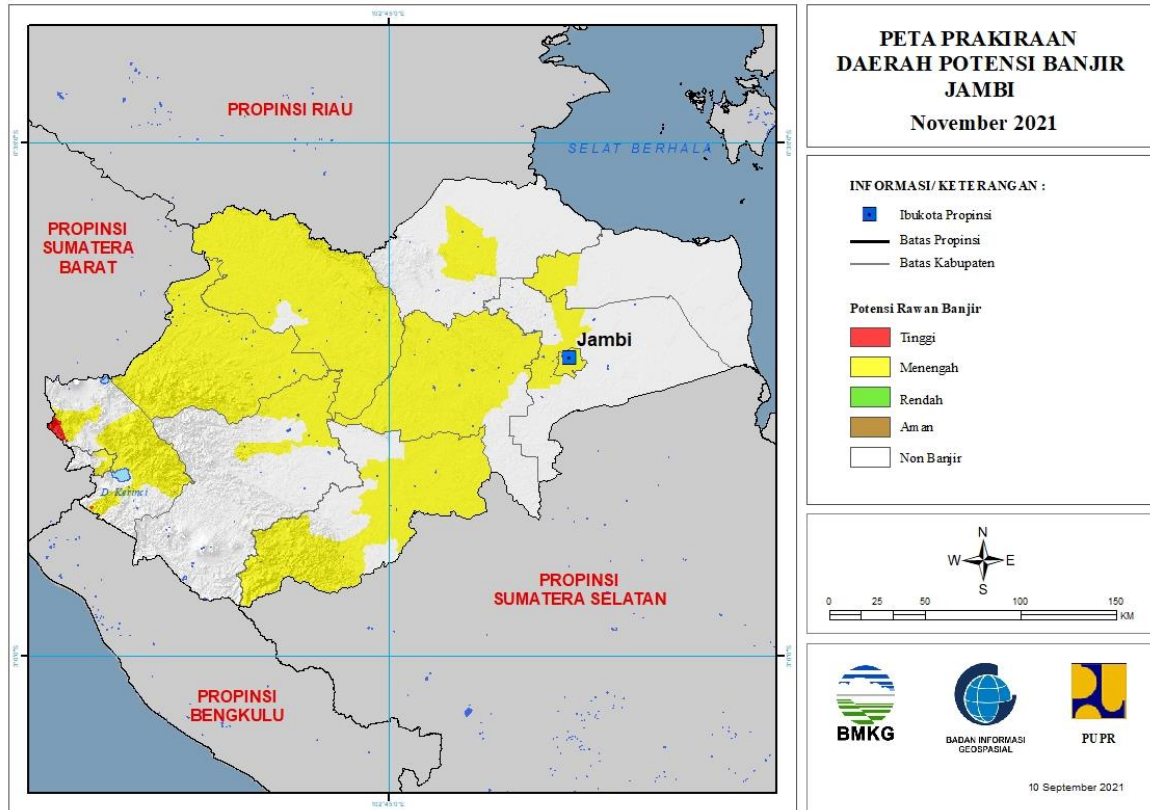 PETA PRAKIRAAN
DAERAH POTENSI BANJIR
JAMBI
November 2021
PROPINSI RIAU
SELAT BERHALA
PROPINSI
SUMATERA
BARAT
Jambi
D. Kerinci
PROPINSI
SUMATERA SELATAN
PROPINSI
BENGKULU
INFORMASI/ KETERANGAN :
Ibukota Propinsi
Batas Propinsi
Batas Kabupaten
Potensi Rawan Banjir
Tinggi
Menengah
Rendah
Aman
Non Banjir
N
W E
S
0 25 50 100 150
KM
BMKG
BADAN INFORMASI
GEOSPASIAL
PUPR
10 September 2021